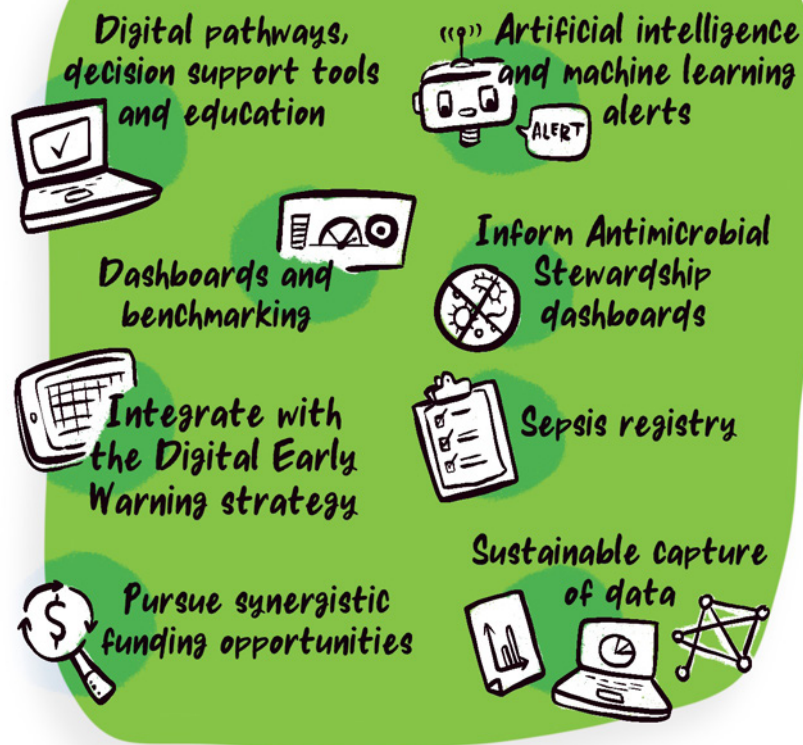 Digital pathways,
decision support tools
and education
((())) Artificial intelligence
and machine learning
alerts
ALERT
Dashboards and
benchmarking
Inform Antimicrobial
Stewardship
dashboards
Integrate with
the Digital Early
Warning strategy
Sepsis registry
Pursue synergistic
funding opportunities
$
Sustainable capture
of data